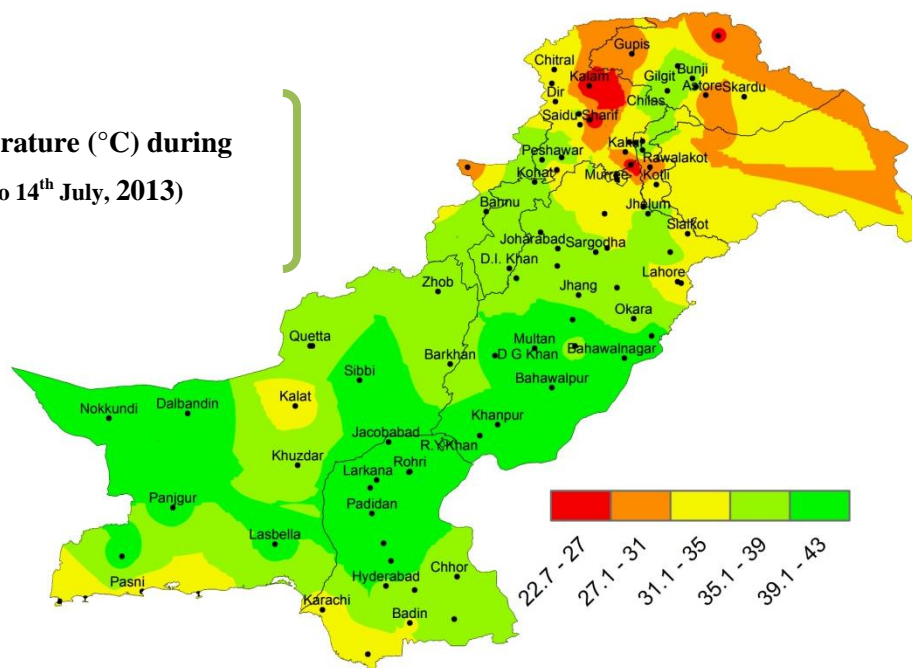 rature (°C) during
o 14th July, 2013)
Gupis
Chitral
Kalam
Gilgit
Bunji
Astore
Skardu
Dir
Chilas
Saidu Sharif
Peshawar
Rawalakot
Kohat
Murree
Kotli
Bannu
Jhelum
Sialkot
Joharabad
Sargodha
D.I. Khan
Lahore
Zhob
Jhang
Okara
Quetta
Multan
Barkhan
D G Khan
Bahawalnagar
Sibbi
Bahawalpur
Kalat
Nokkundi
Dalbandin
Khanpur
Jacobabad
R.Y.Khan
Khuzdar
Rohri
Larkana
Panjgur
Padidan
Lasbella
Hyderabad
Chhor
Pasni
Karachi
Badin
22.7 - 27
27.1 - 31
31.1 - 35
35.1 - 39
39.1 - 43